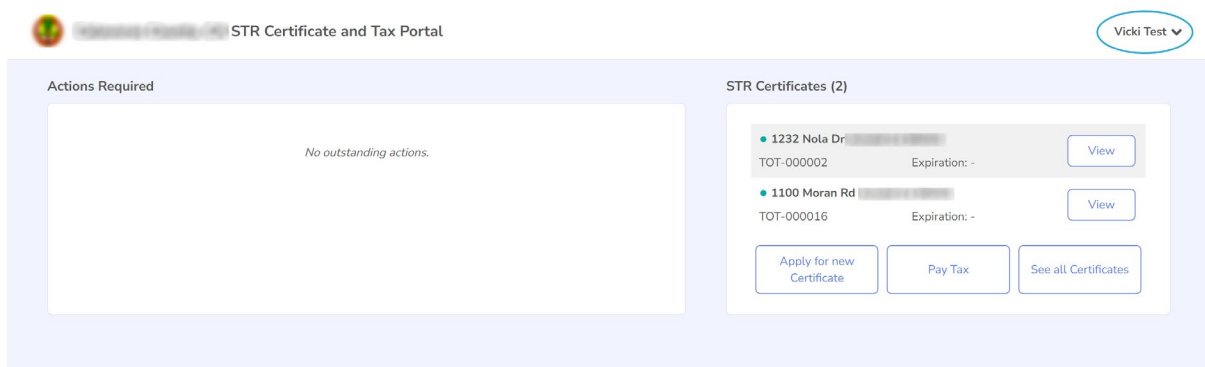 STR Certificate and Tax Portal
Vicki Test
Actions Required
No outstanding actions.
STR Certificates (2)
1232 Nola Dr
View
TOT-000002 Expiration: -
1100 Moran Rd
View
TOT-000016 Expiration: -
Apply for new
Certificate
Pay Tax
See all Certificates